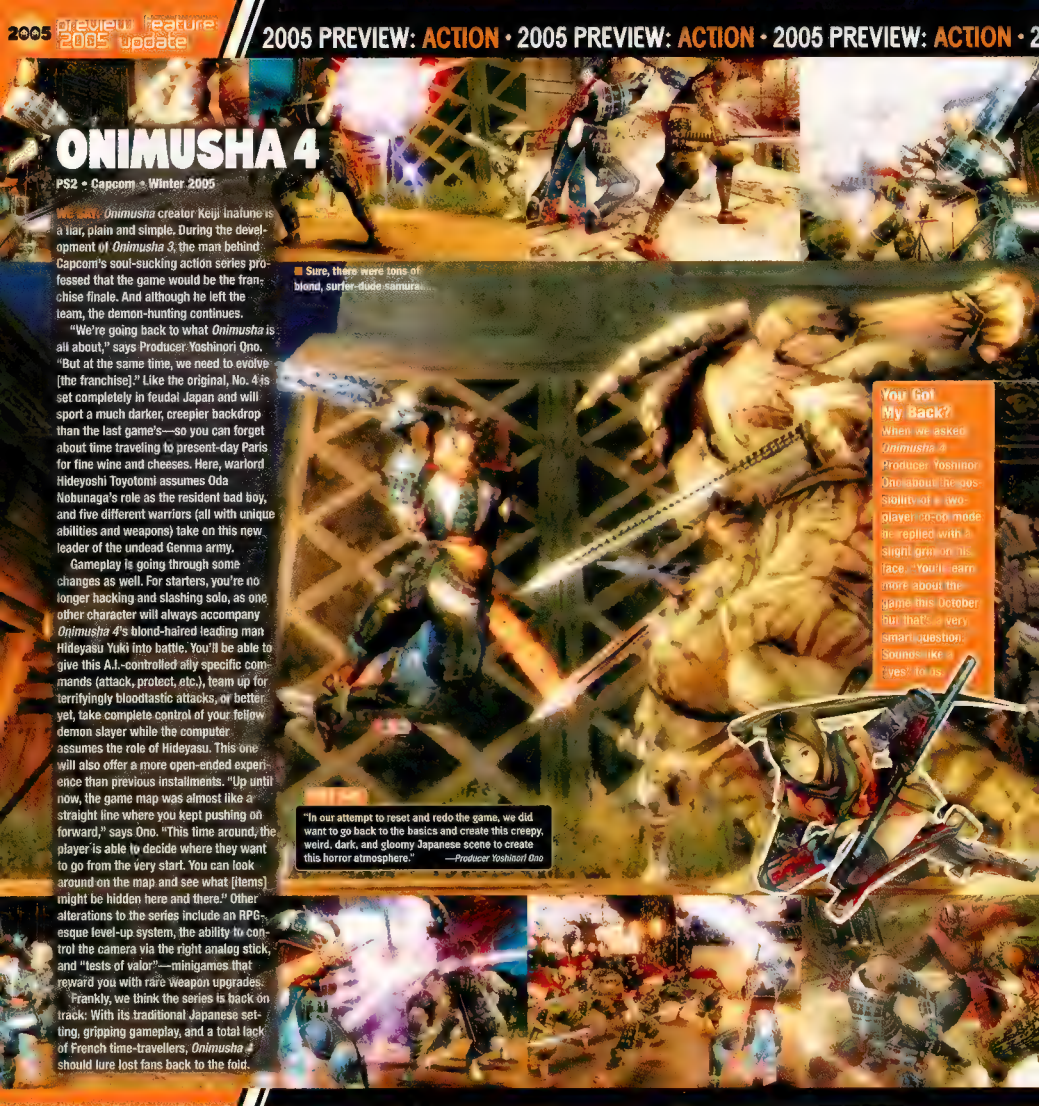 2005 preview feature:
2005 update
2005 PREVIEW: ACTION • 2005 PREVIEW: ACTION • 2005 PREVIEW: ACTION • 2
ONIMUSHA 4
PS2 • Capcom • Winter 2005
WE SAY: Onimusha creator Keiji Inafune is
a liar, plain and simple. During the devel-
opment of Onimusha 3, the man behind
Capcom's soul-sucking action series pro-
fessed that the game would be the fran-
chise finale. And although he left the
team, the demon-hunting continues.
"We're going back to what Onimusha is
all about," says Producer Yoshinori Ono.
"But at the same time, we need to evolve
[the franchise]." Like the original, No. 4 is
set completely in feudal Japan and will
sport a much darker, creepier backdrop
than the last game's—so you can forget
about time traveling to present-day Paris
for fine wine and cheeses. Here, warlord
Hideyoshi Toyotomi assumes Oda
Nobunaga's role as the resident bad boy,
and five different warriors (all with unique
abilities and weapons) take on this new
leader of the undead Genma army.
Gameplay is going through some
changes as well. For starters, you're no
longer hacking and slashing solo, as one
other character will always accompany
Onimusha 4's blond-haired leading man
Hideyasu Yuki into battle. You'll be able to
give this A.I.-controlled ally specific com-
mands (attack, protect, etc.), team up for
terrifyingly bloodtastic attacks, or better
yet, take complete control of your fellow
demon slayer while the computer
assumes the role of Hideyasu. This one
will also offer a more open-ended experi-
ence than previous installments. "Up until
now, the game map was almost like a
straight line where you kept pushing on
forward," says Ono. "This time around, the
player is able to decide where they want
to go from the very start. You can look
around on the map and see what [items]
might be hidden here and there." Other
alterations to the series include an RPG-
esque level-up system, the ability to con-
trol the camera via the right analog stick,
and "tests of valor"—minigames that
reward you with rare weapon upgrades.
Frankly, we think the series is back on
track: With its traditional Japanese set-
ting, gripping gameplay, and a total lack
of French time-travellers, Onimusha 4
should lure lost fans back to the fold.
Sure, there were tons of
blond, surfer-dude samurai...
You Got
My Back?
When we asked
Onimusha 4
Producer Yoshinori
Ono about the pos-
sibility of a two-
player co-op mode
he replied with a
slight grin on his
face. "You'll learn
more about the
game this October
but that's a very
smart question."
Sounds like a
"yes" to us.
"In our attempt to reset and redo the game, we did
want to go back to the basics and create this creepy,
weird, dark, and gloomy Japanese scene to create
this horror atmosphere." —Producer Yoshinori Ono